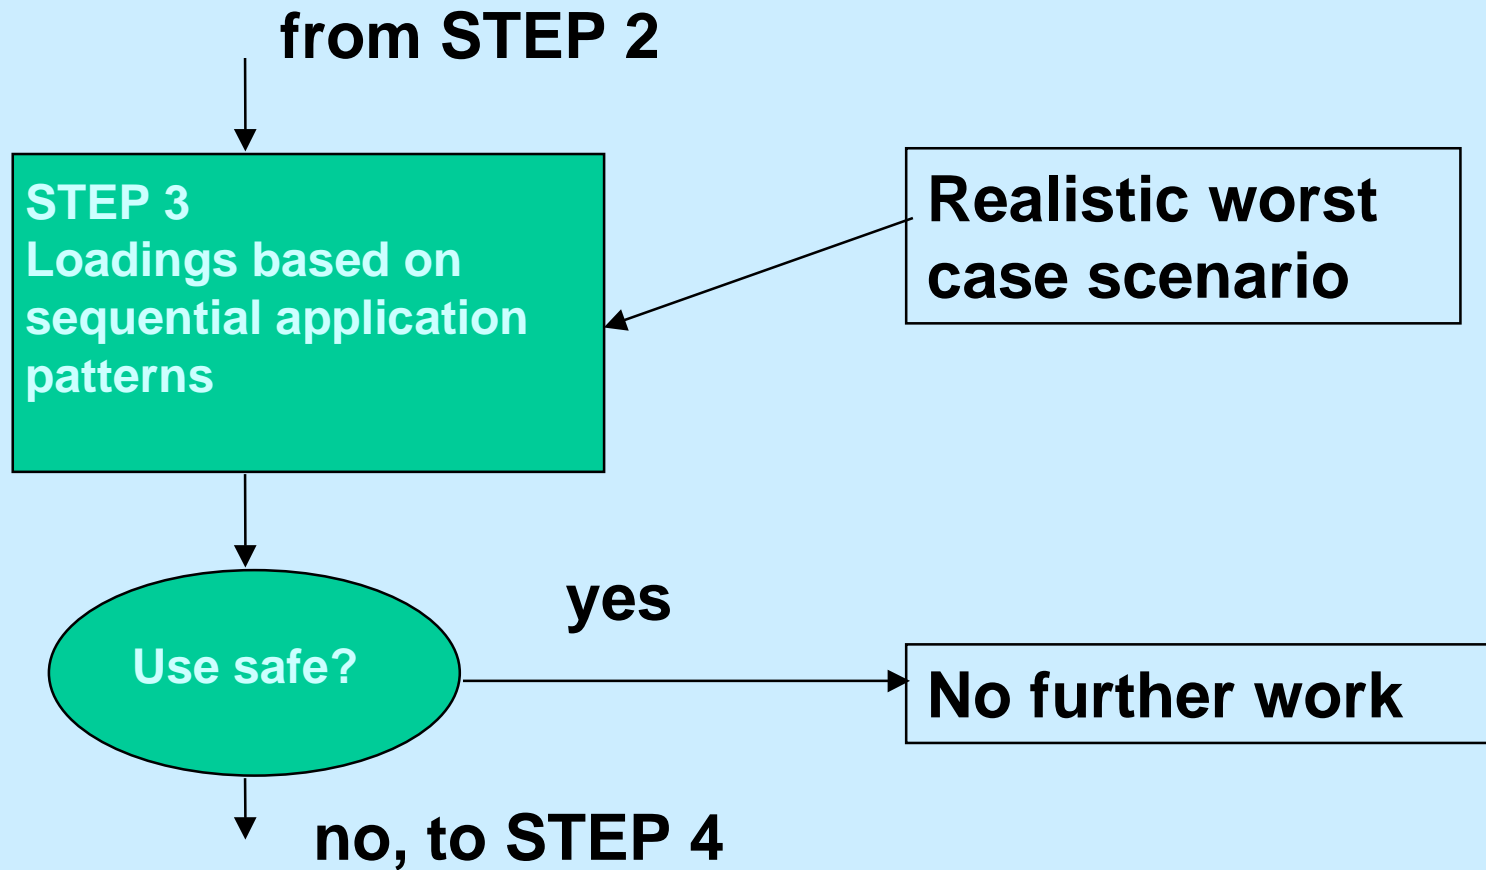 from STEP 2
STEP 3
Loadings based on
sequential application
patterns
Realistic worst
case scenario
Use safe?
yes
No further work
no, to STEP 4